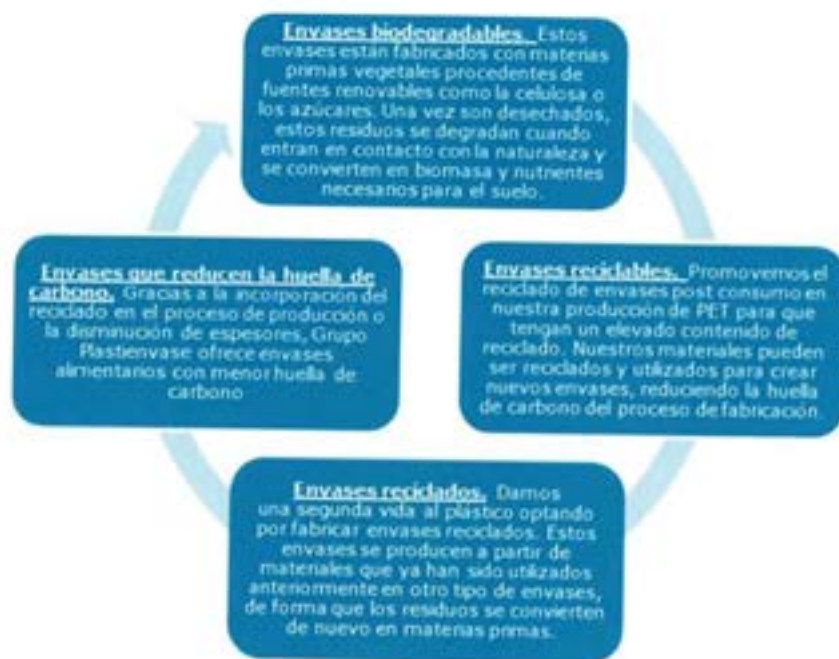 Envases biodegradables. Estos
envases están fabricados con materias
primas vegetales procedentes de
fuentes renovables como la celulosa o
los azúcares. Una vez son desechados,
estos residuos se degradan cuando
entran en contacto con la naturaleza y
se convierten en biomasa y nutrientes
necesarios para el suelo.
Envases reciclables. Promovemos el
reciclado de envases post consumo en
nuestra producción de PET para que
tengan un elevado contenido de
reciclado. Nuestros materiales pueden
ser reciclados y utilizados para crear
nuevos envases, reduciendo la huella
de carbono del proceso de fabricación.
Envases reciclados. Damos
una segunda vida al plástico optando
por fabricar envases reciclados. Estos
envases se producen a partir de
materiales que ya han sido utilizados
anteriormente en otro tipo de envases,
de forma que los residuos se convierten
de nuevo en materias primas.
Envases que reducen la huella de
carbono. Gracias a la incorporación del
reciclado en el proceso de producción o
la disminución de espesores, Grupo
Plastienvase ofrece envases
alimentarios con menor huella de
carbono